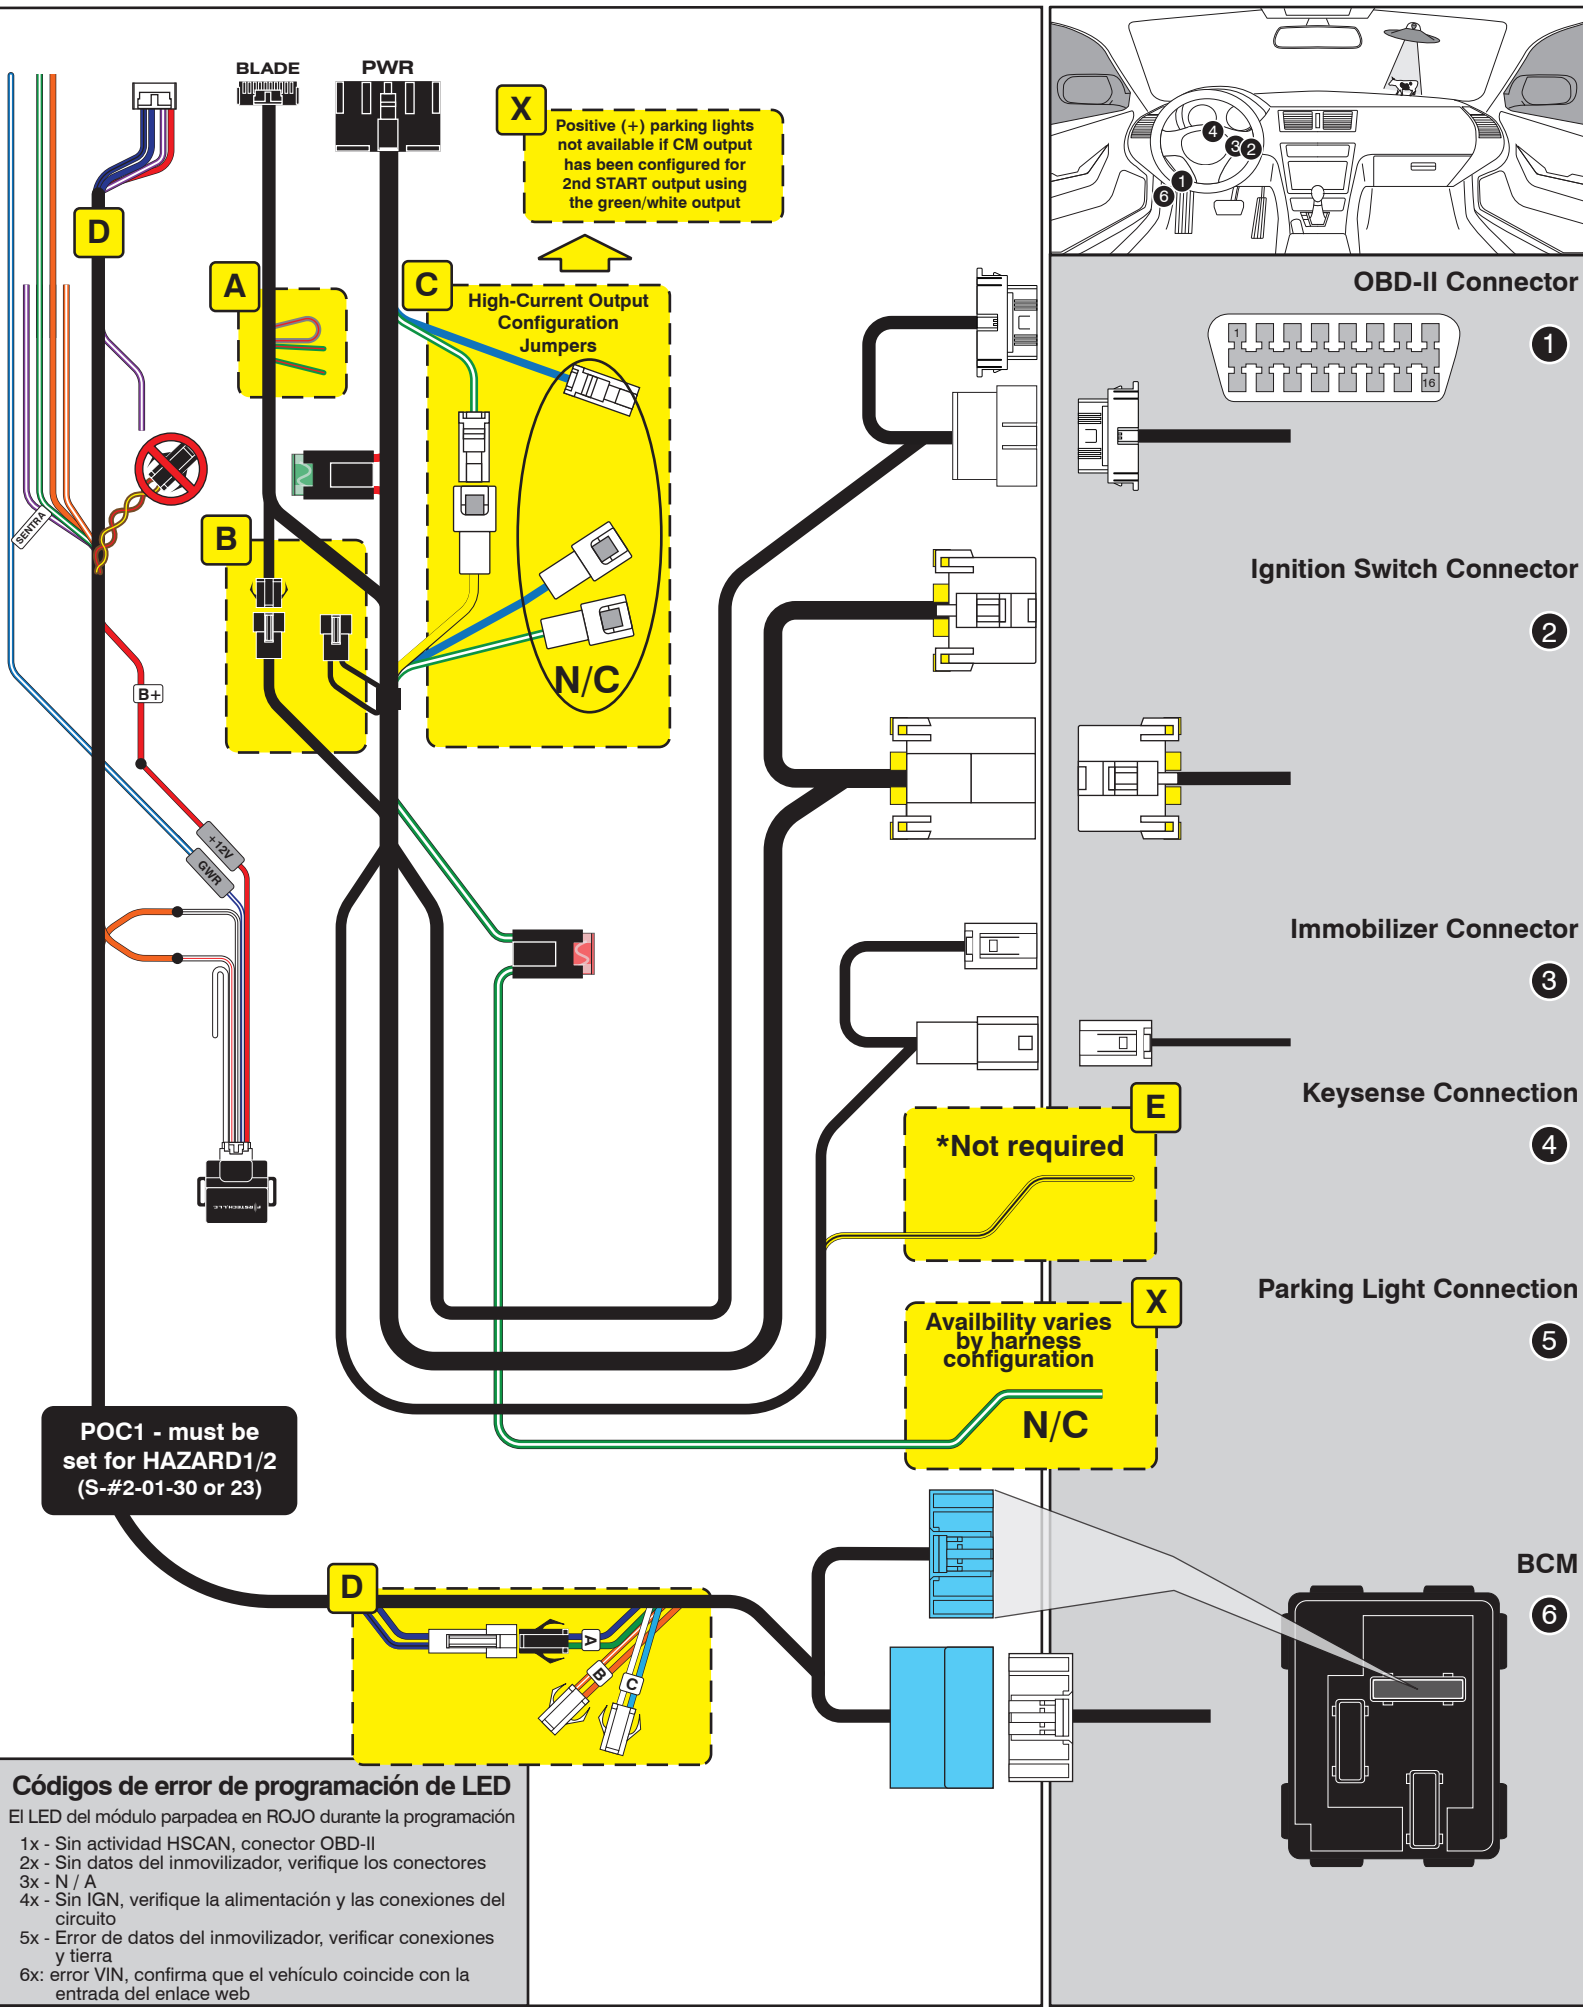 BLADE
PWR
X
Positive (+) parking lights
not available if CM output
has been configured for
2nd START output using
the green/white output
4
3
2
1
6
D
A
C
High-Current Output
Configuration
Jumpers
OBD-II Connector
1
1
16
SENTRA
B
Ignition Switch Connector
2
N/C
B+
+12V
GWR
Immobilizer Connector
3
Keysense Connection
4
E
*Not required
FIRSTECH, LLC
Parking Light Connection
5
X
Availbility varies
by harness
configuration
N/C
POC1 - must be
set for HAZARD1/2
(S-#2-01-30 or 23)
BCM
6
D
A
B
C
Códigos de error de programación de LED
El LED del módulo parpadea en ROJO durante la programación
1x - Sin actividad HSCAN, conector OBD-II
2x - Sin datos del inmovilizador, verifique los conectores
3x - N / A
4x - Sin IGN, verifique la alimentación y las conexiones del
circuito
5x - Error de datos del inmovilizador, verificar conexiones
y tierra
6x: error VIN, confirma que el vehículo coincide con la
entrada del enlace web